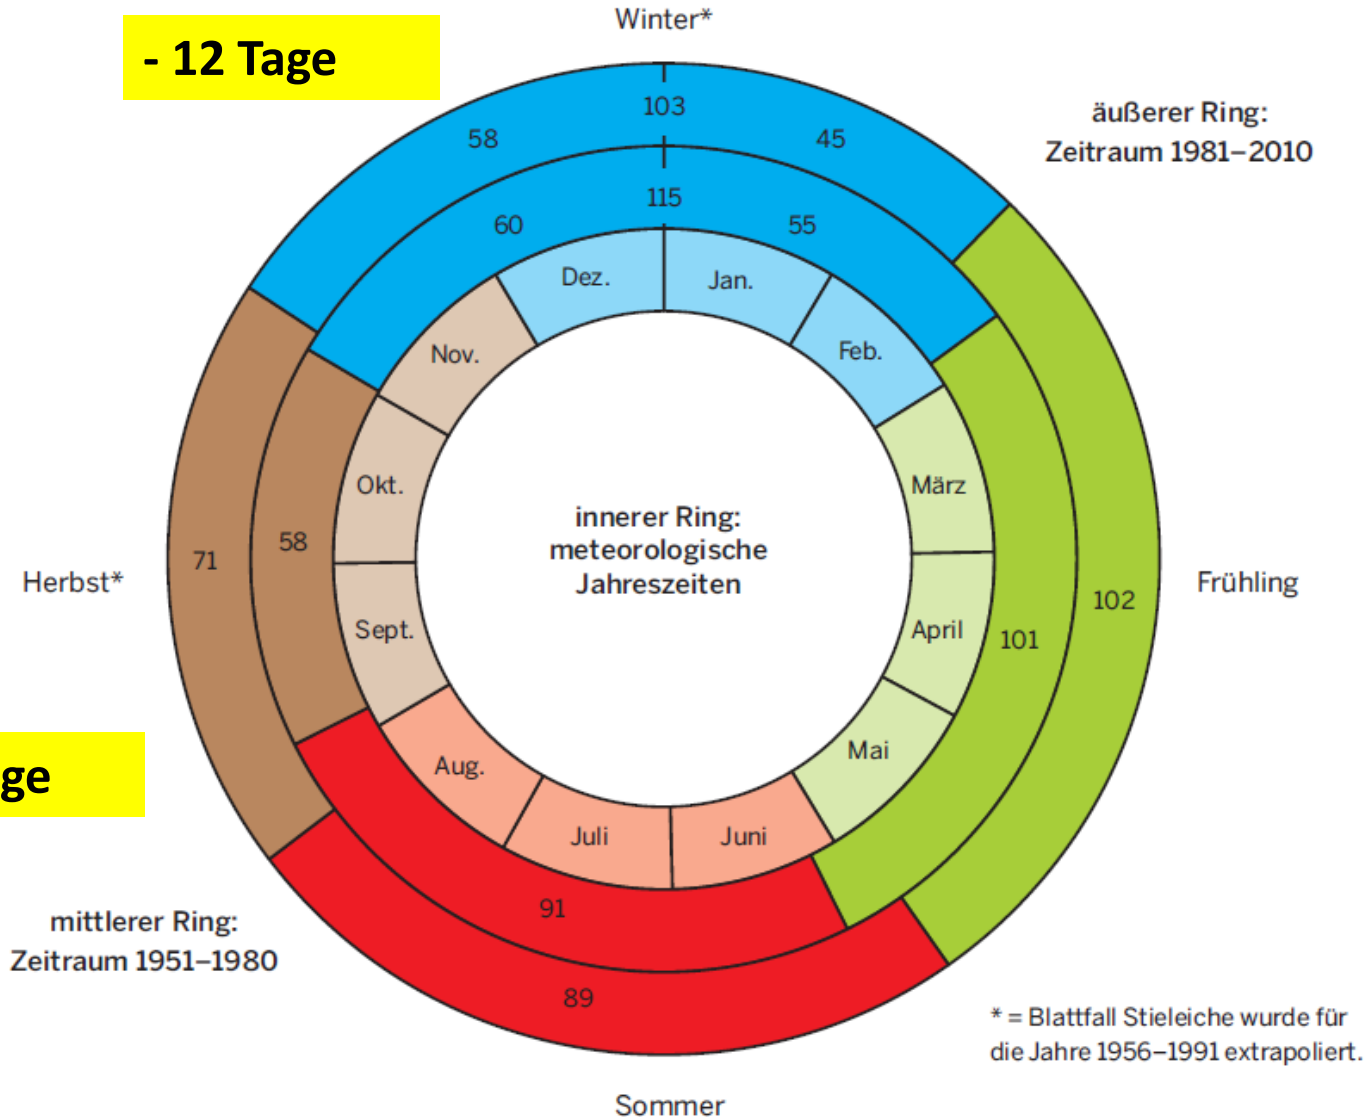 Winter*
- 12 Tage
äußerer Ring:
Zeitraum 1981–2010
103
58
45
115
60
55
Dez.
Jan.
Nov.
Feb.
Okt.
März
Sept.
April
Aug.
Mai
Juli
Juni
innerer Ring:
meteorologische
Jahreszeiten
71
58
Herbst*
101
102
Frühling
ge
91
89
mittlerer Ring:
Zeitraum 1951–1980
* = Blattfall Stieleiche wurde für
die Jahre 1956–1991 extrapoliert.
Sommer